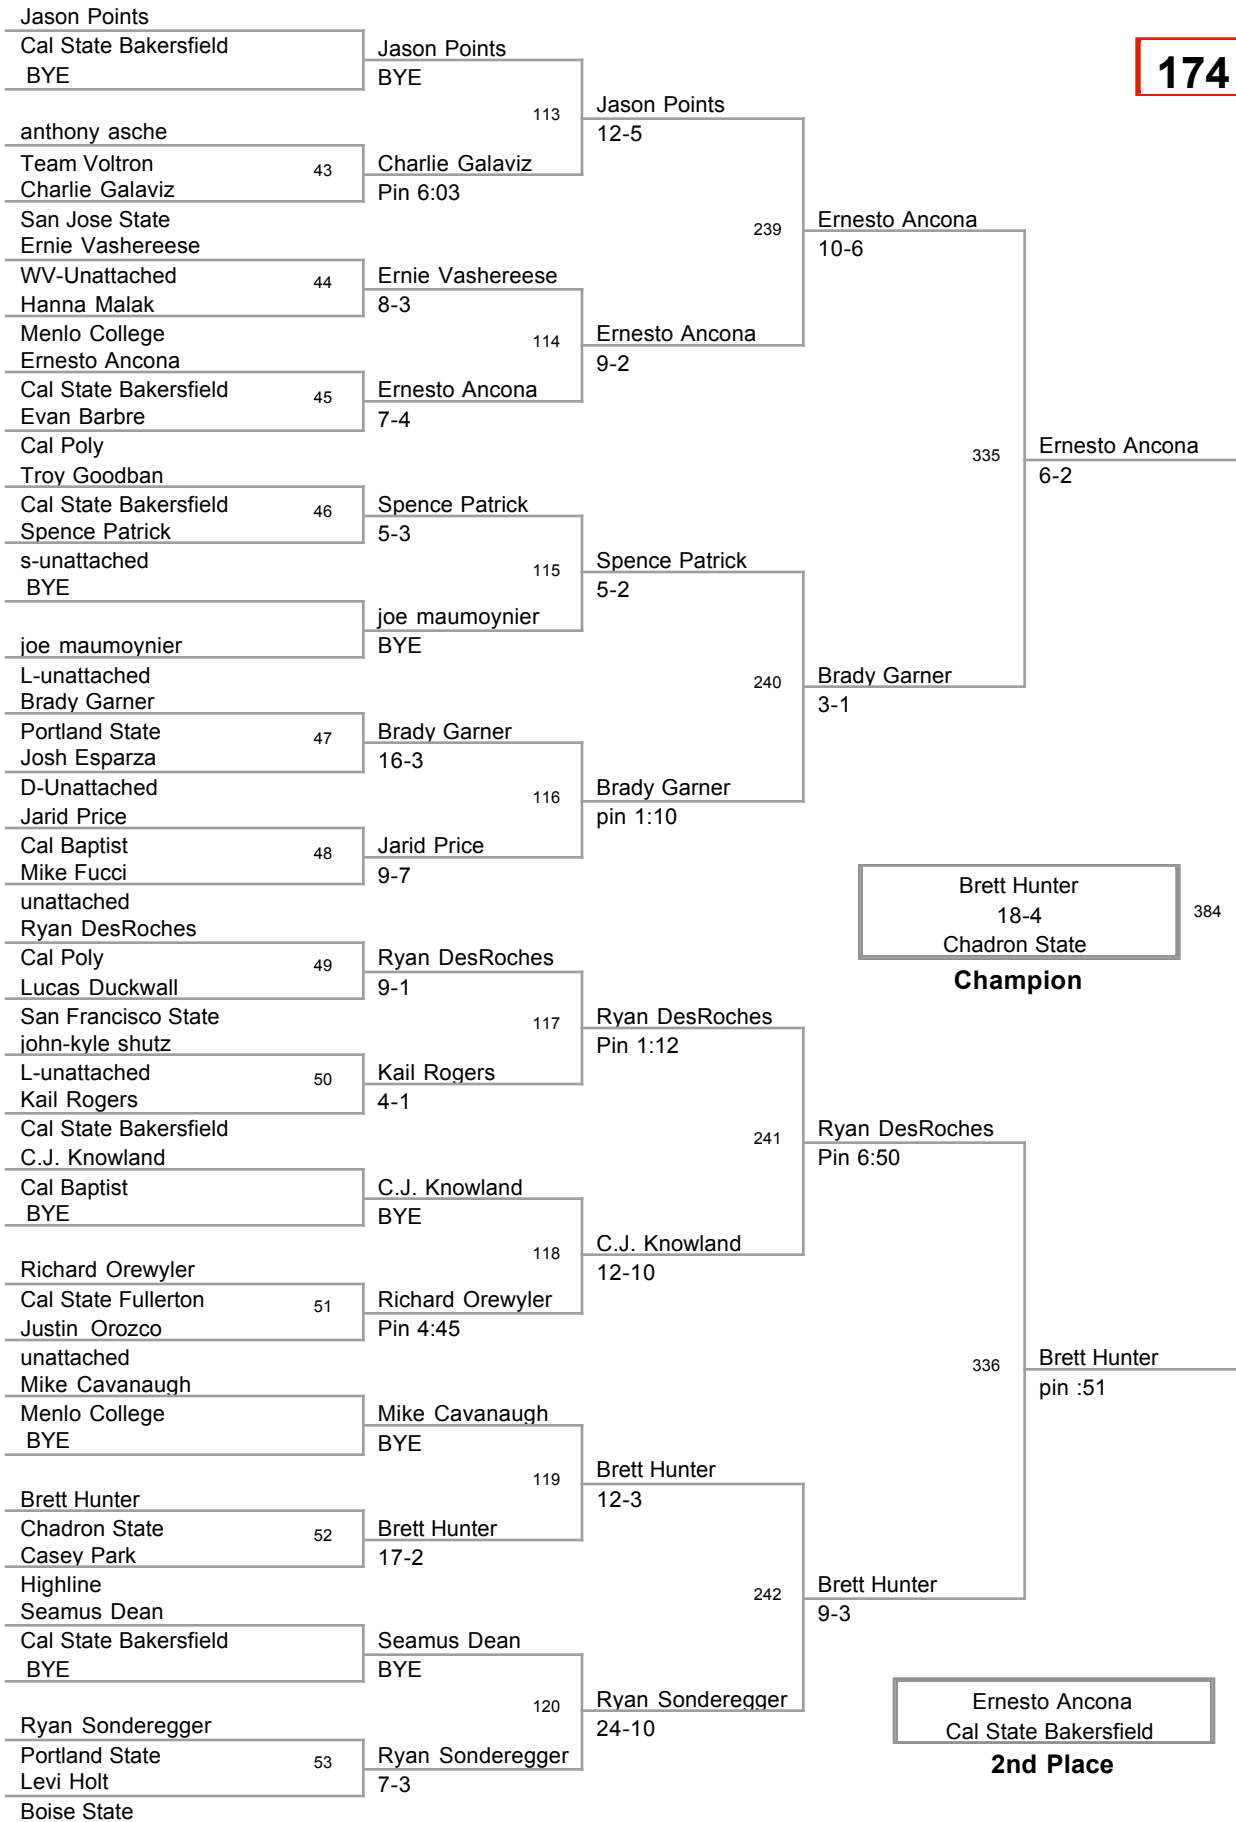 Jason Points
Cal State Bakersfield
BYE
anthony asche
Team Voltron
43
Charlie Galaviz
San Jose State
Ernie Vashereese
WV-Unattached
44
Hanna Malak
Menlo College
Ernesto Ancona
Cal State Bakersfield
45
Evan Barbre
Cal Poly
Troy Goodban
Cal State Bakersfield
46
Spence Patrick
s-unattached
BYE
joe maumoynier
L-unattached
Brady Garner
Portland State
47
Josh Esparza
D-Unattached
Jarid Price
Cal Baptist
48
Mike Fucci
unattached
Ryan DesRoches
Cal Poly
49
Lucas Duckwall
San Francisco State
john-kyle shutz
L-unattached
50
Kail Rogers
Cal State Bakersfield
C.J. Knowland
Cal Baptist
BYE
Richard Orewyler
Cal State Fullerton
51
Justin Orozco
unattached
Mike Cavanaugh
Menlo College
BYE
Brett Hunter
Chadron State
52
Casey Park
Highline
Seamus Dean
Cal State Bakersfield
BYE
Ryan Sonderegger
Portland State
53
Levi Holt
Boise State
Jason Points
BYE
113
Charlie Galaviz
Pin 6:03
Ernie Vashereese
8-3
114
Ernesto Ancona
7-4
Spence Patrick
5-3
115
joe maumoynier
BYE
Brady Garner
16-3
116
Jarid Price
9-7
Ryan DesRoches
9-1
117
Kail Rogers
4-1
C.J. Knowland
BYE
118
Richard Orewyler
Pin 4:45
Mike Cavanaugh
BYE
119
Brett Hunter
17-2
Seamus Dean
BYE
120
Ryan Sonderegger
7-3
Jason Points
12-5
239
Ernesto Ancona
9-2
Spence Patrick
5-2
240
Brady Garner
pin 1:10
Ryan DesRoches
Pin 1:12
241
C.J. Knowland
12-10
Brett Hunter
12-3
242
Ryan Sonderegger
24-10
Ernesto Ancona
10-6
335
Brady Garner
3-1
Ryan DesRoches
Pin 6:50
336
Brett Hunter
9-3
174
Ernesto Ancona
6-2
Brett Hunter
18-4
384
Chadron State
Champion
Brett Hunter
pin :51
Ernesto Ancona
Cal State Bakersfield
2nd Place